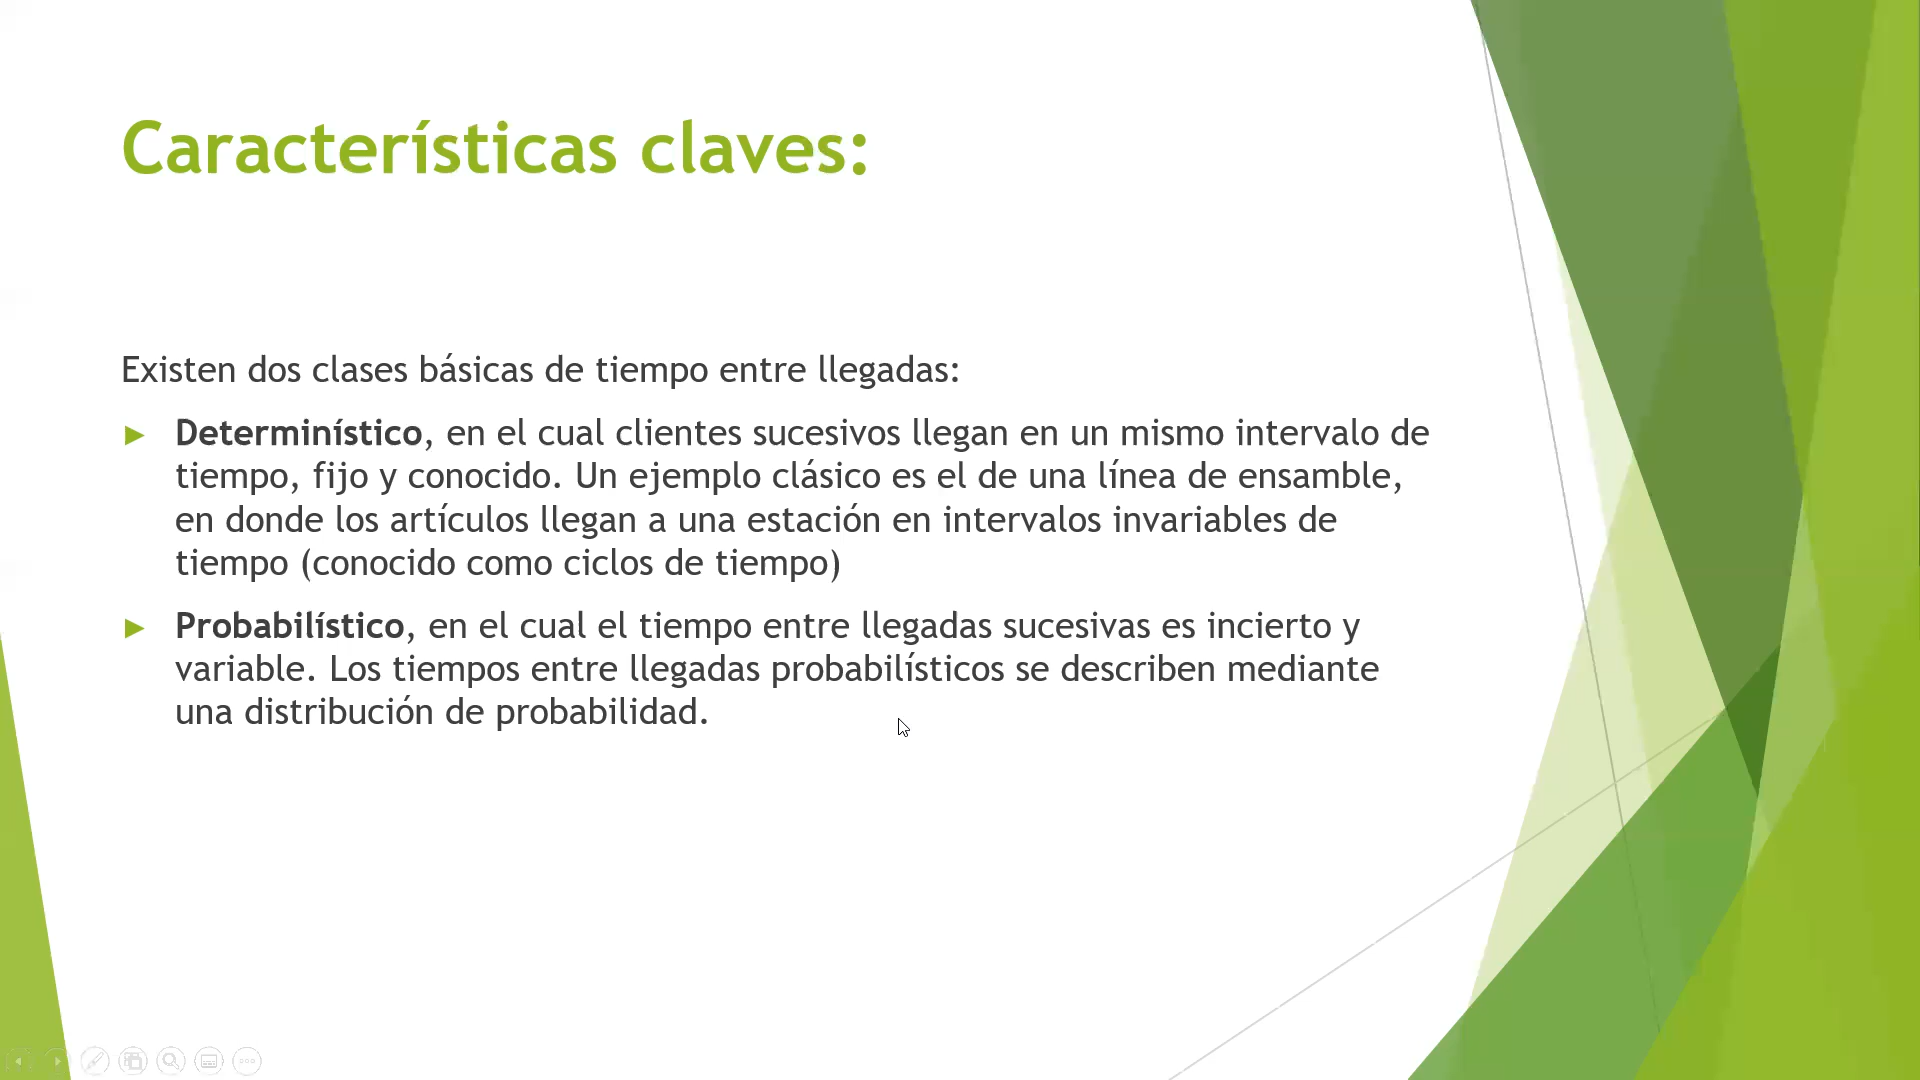 Características claves:
Existen dos clases básicas de tiempo entre llegadas:
Determinístico, en el cual clientes sucesivos llegan en un mismo intervalo de
tiempo, fijo y conocido. Un ejemplo clásico es el de una línea de ensamble,
en donde los artículos llegan a una estación en intervalos invariables de
tiempo (conocido como ciclos de tiempo)
Probabilístico, en el cual el tiempo entre llegadas sucesivas es incierto y
variable. Los tiempos entre llegadas probabilísticos se describen mediante
una distribución de probabilidad.